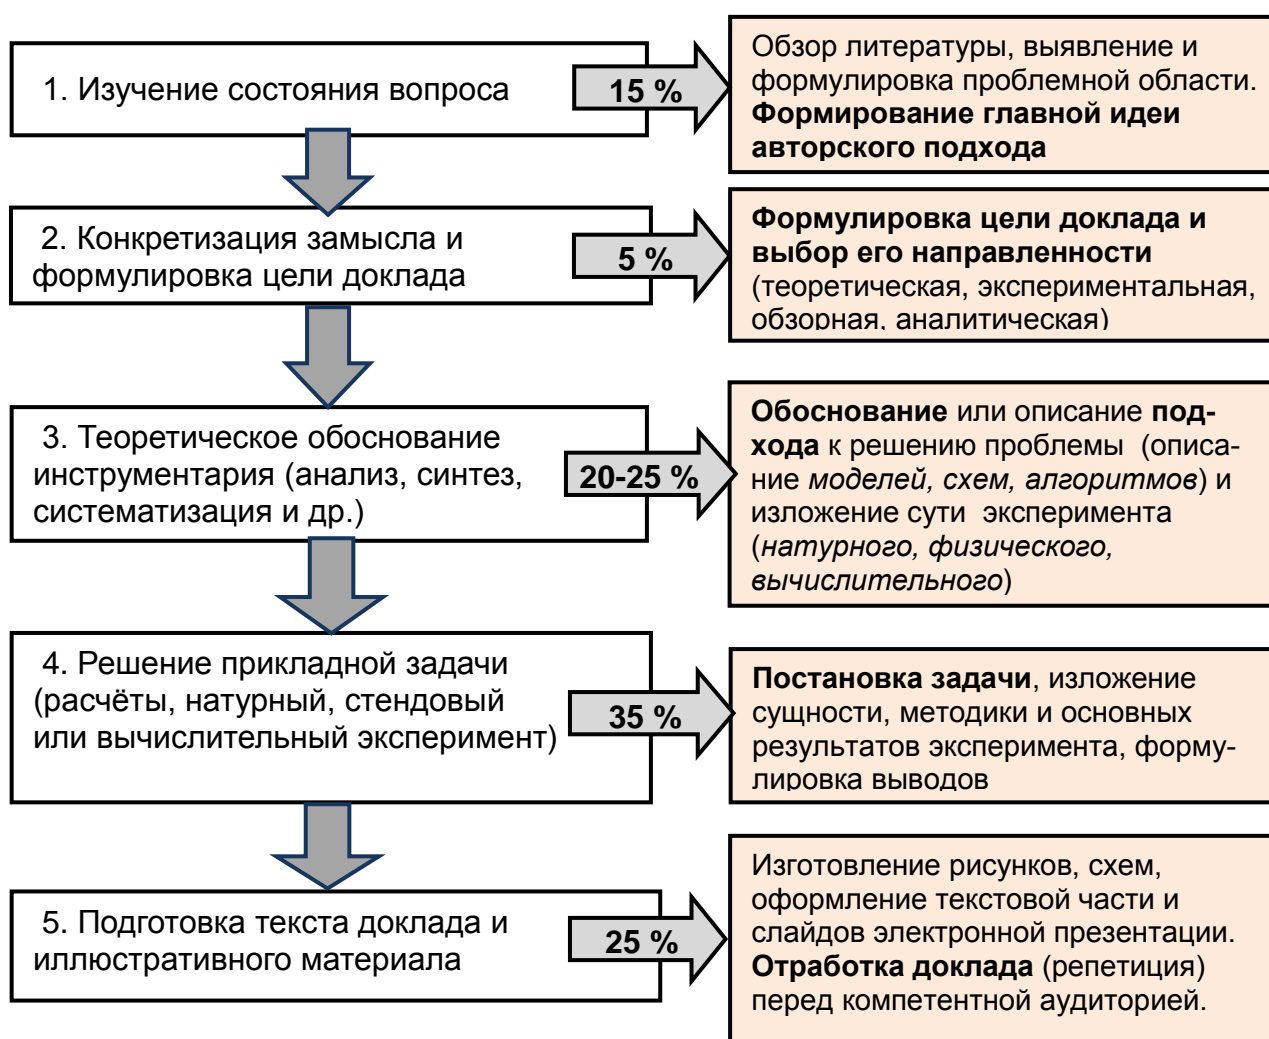 1. Изучение состояния вопроса
15 %
Обзор литературы, выявление и
формулировка проблемной области.
Формирование главной идеи
авторского подхода
2. Конкретизация замысла и
формулировка цели доклада
5 %
Формулировка цели доклада и
выбор его направленности
(теоретическая, экспериментальная,
обзорная, аналитическая)
3. Теоретическое обоснование
инструментария (анализ, синтез,
систематизация и др.)
20-25 %
Обоснование или описание под-
хода к решению проблемы (описа-
ние моделей, схем, алгоритмов) и
изложение сути эксперимента
(натурного, физического,
вычислительного)
4. Решение прикладной задачи
(расчёты, натурный, стендовый
или вычислительный эксперимент)
35 %
Постановка задачи, изложение
сущности, методики и основных
результатов эксперимента, форму-
лировка выводов
5. Подготовка текста доклада и
иллюстративного материала
25 %
Изготовление рисунков, схем,
оформление текстовой части и
слайдов электронной презентации.
Отработка доклада (репетиция)
перед компетентной аудиторией.